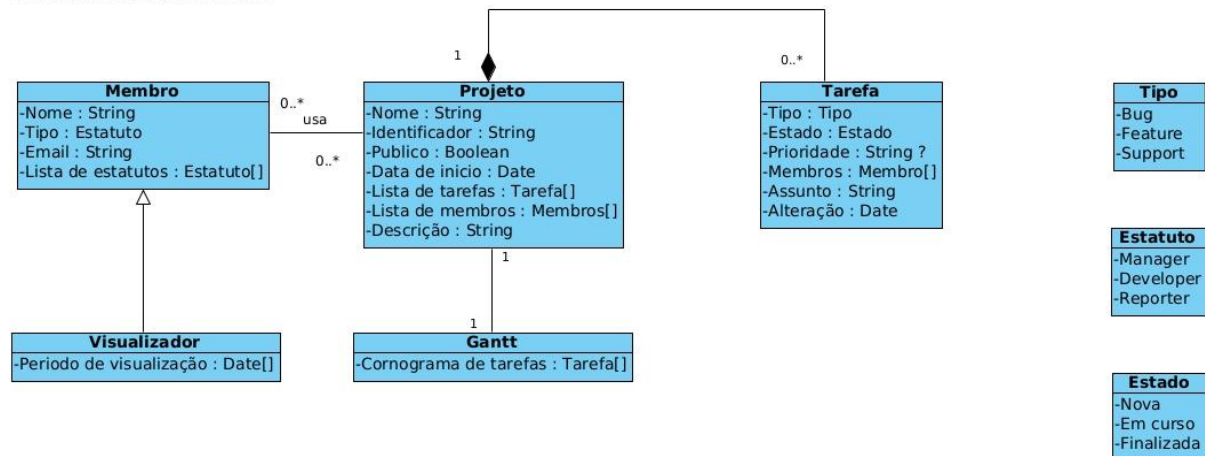 1
0..*
Membro
-Nome : String
-Tipo : Estatuto
-Email : String
-Lista de estatutos : Estatuto[]
0..*
usa
0..*
Projeto
-Nome : String
-Identificador : String
-Publico : Boolean
-Data de inicio : Date
-Lista de tarefas : Tarefa[]
-Lista de membros : Membros[]
-Descrição : String
Tarefa
-Tipo : Tipo
-Estado : Estado
-Prioridade : String ?
-Membros : Membro[]
-Assunto : String
-Alteração : Date
Tipo
-Bug
-Feature
-Support
Estatuto
-Manager
-Developer
-Reporter
1
1
Visualizador
-Periodo de visualização : Date[]
Gantt
-Cornograma de tarefas : Tarefa[]
Estado
-Nova
-Em curso
-Finalizada